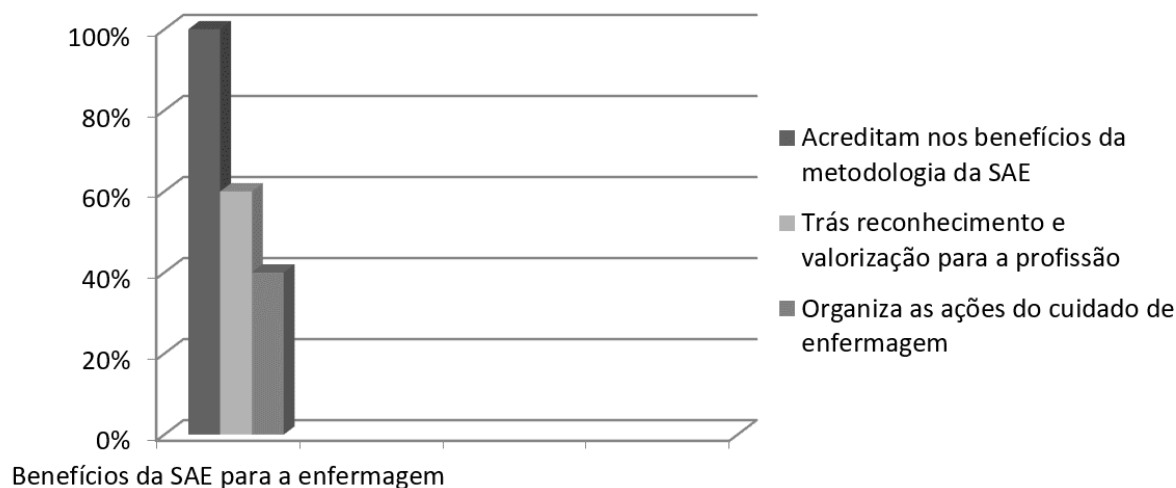 100%
80%
60%
40%
20%
0%
Benefícios da SAE para a enfermagem
Acreditam nos benefícios da
metodologia da SAE
Trás reconhecimento e
valorização para a profissão
Organiza as ações do cuidado de
enfermagem